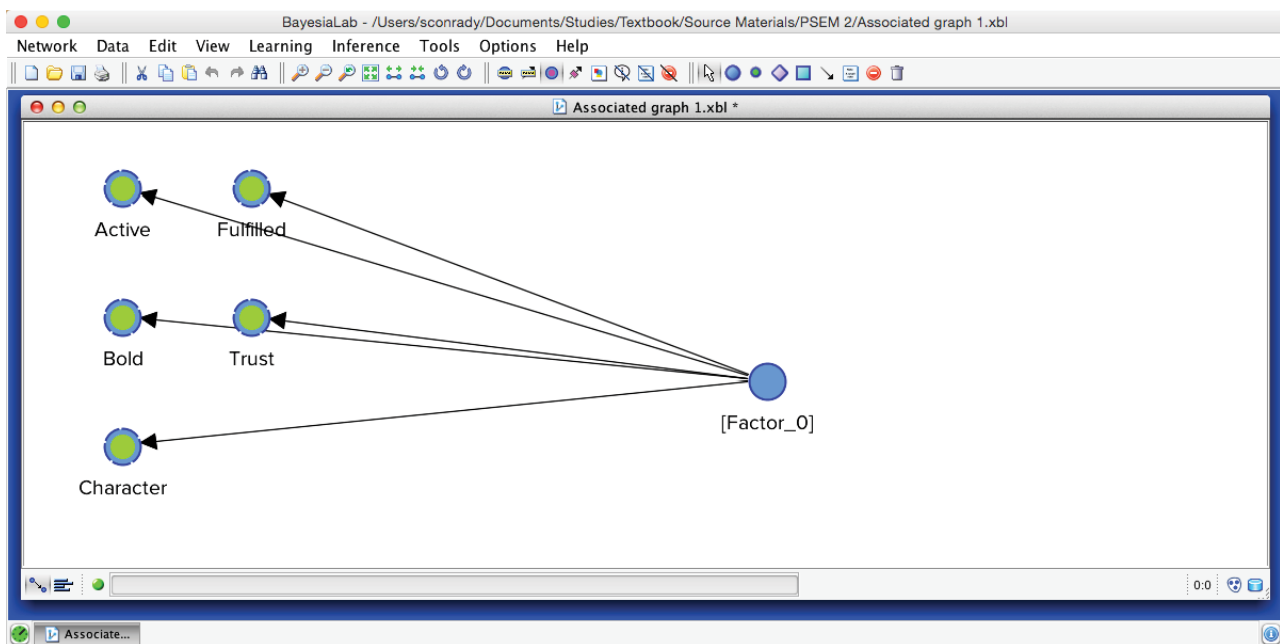 BayesiaLab - /Users/sconrady/Documents/Studies/Textbook/Source Materials/PSEM 2/Associated graph 1.xbl
Network Data Edit View Learning Inference Tools Options Help
Associated graph 1.xbl *
Active Fulfilled
Bold Trust
[Factor_0]
Character
0:0
Associate...